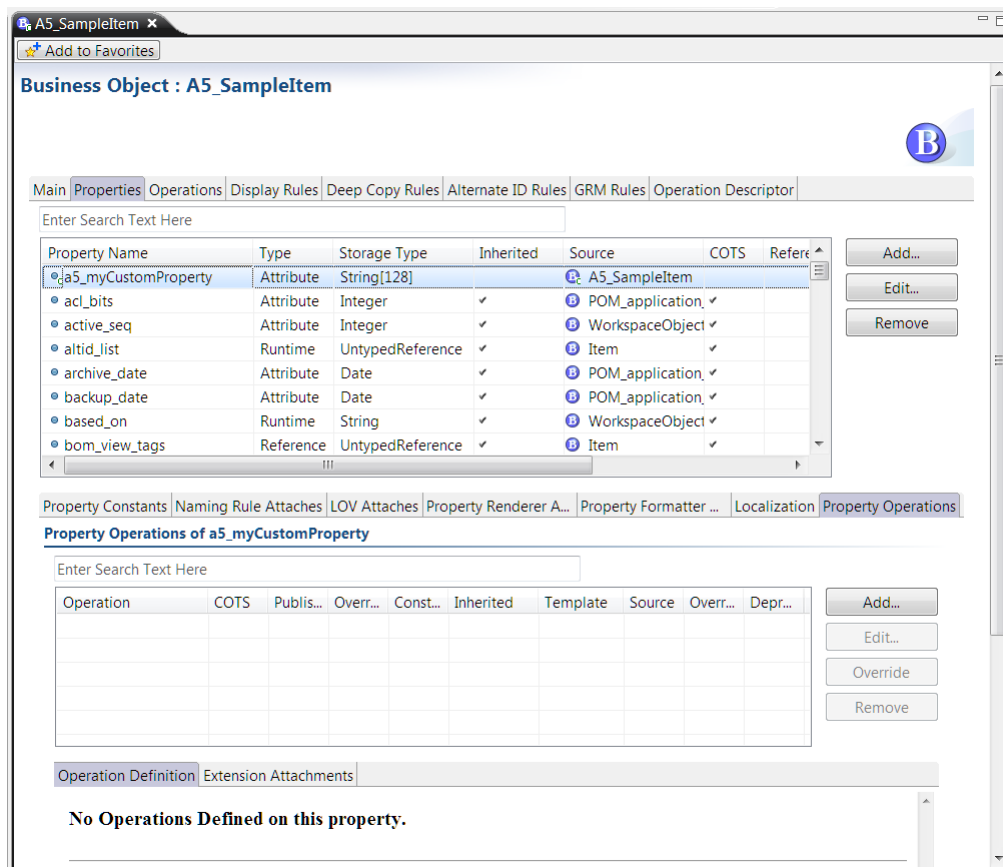 A5_SampleItem
Add to Favorites
Business Object : A5_SampleItem
B
Main Properties Operations Display Rules Deep Copy Rules Alternate ID Rules GRM Rules Operation Descriptor
Enter Search Text Here
Property Name Type Storage Type Inherited Source COTS Refere
a5_myCustomProperty Attribute String[128] A5_SampleItem
acl_bits Attribute Integer ✔ POM_application_ ✔
active_seq Attribute Integer ✔ WorkspaceObject ✔
altid_list Runtime UntypedReference ✔ Item ✔
archive_date Attribute Date ✔ POM_application_ ✔
backup_date Attribute Date ✔ POM_application_ ✔
based_on Runtime String ✔ WorkspaceObject ✔
bom_view_tags Reference UntypedReference ✔ Item ✔
Add...
Edit...
Remove
Property Constants Naming Rule Attaches LOV Attaches Property Renderer A... Property Formatter ... Localization Property Operations
Property Operations of a5_myCustomProperty
Enter Search Text Here
Operation COTS Publis... Overr... Const... Inherited Template Source Overr... Depr...
Add...
Edit...
Override
Remove
Operation Definition Extension Attachments
No Operations Defined on this property.